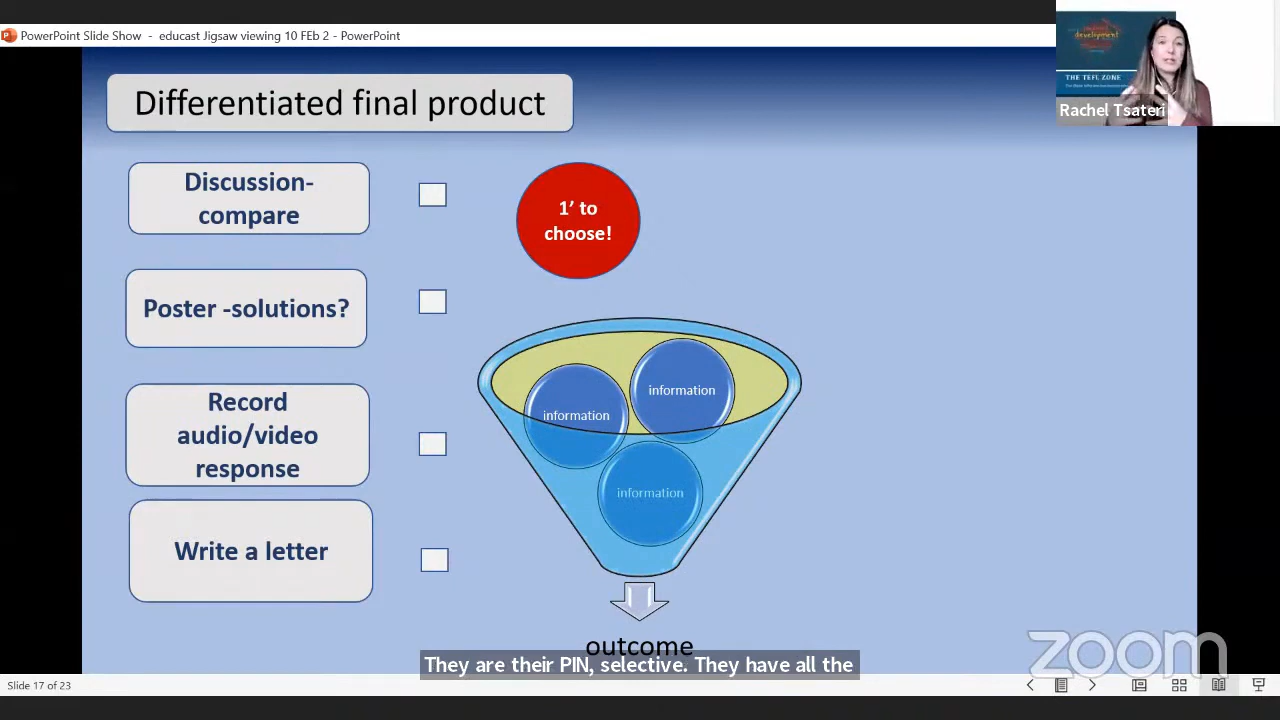 PowerPoint Slide Show - educast Jigsaw viewing 10 FEb 2 - PowerPoint
development
THE TEFL ZONE
Rachel Tsateri
Differentiated final product
Discussion-
compare
1’ to
choose!
Poster -solutions?
information
information
information
Record
audio/video
response
Write a letter
outcome
They are their PIN, selective. They have all the
zoom
Slide 17 of 23